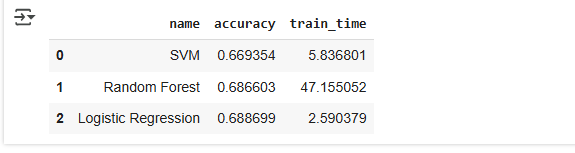 name accuracy train_time
0 SVM 0.669354 5.836801
1 Random Forest 0.686603 47.155052
2 Logistic Regression 0.688699 2.590379